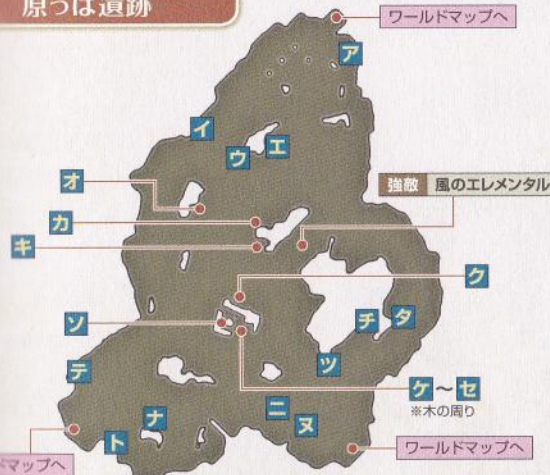 原っぱ遺跡
ワールドマップへ
ア
イ
ウ
エ
オ
強敵 風のエレメンタル
カ
キ
ク
ソ
チ
タ
テ
ツ
ケ～セ
※木の周り
ニ
ナ
ヌ
ト
ワールドマップへ
ドマップへ